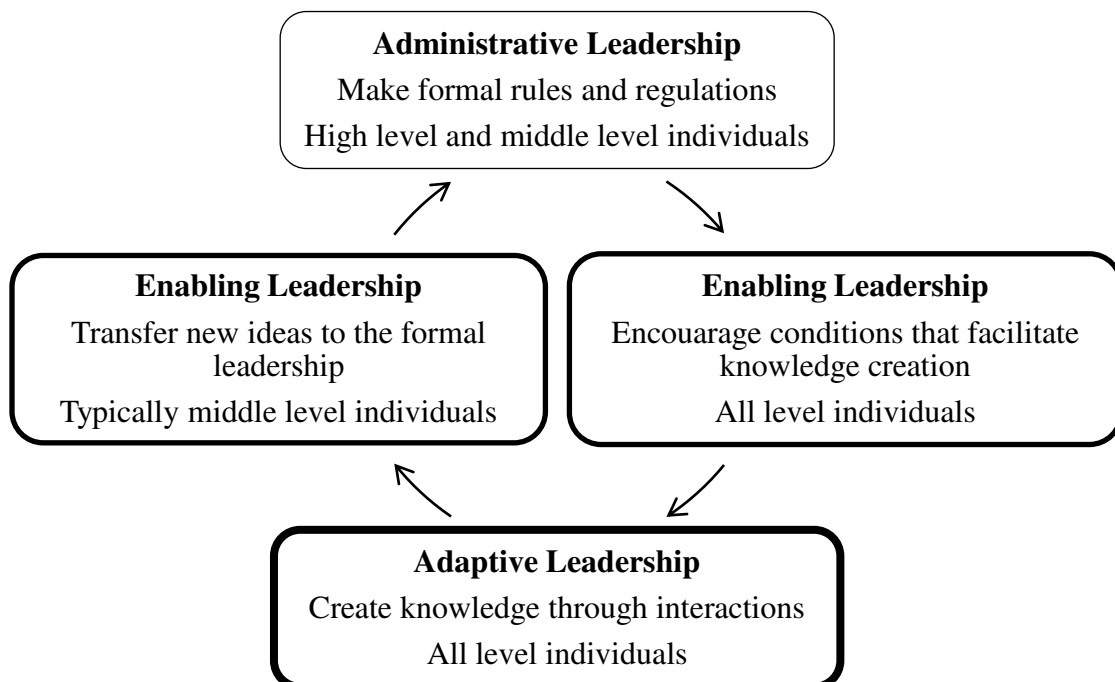 Administrative Leadership
Make formal rules and regulations
High level and middle level individuals
Enabling Leadership
Transfer new ideas to the formal
leadership
Typically middle level individuals
Enabling Leadership
Encouarage conditions that facilitate
knowledge creation
All level individuals
Adaptive Leadership
Create knowledge through interactions
All level individuals